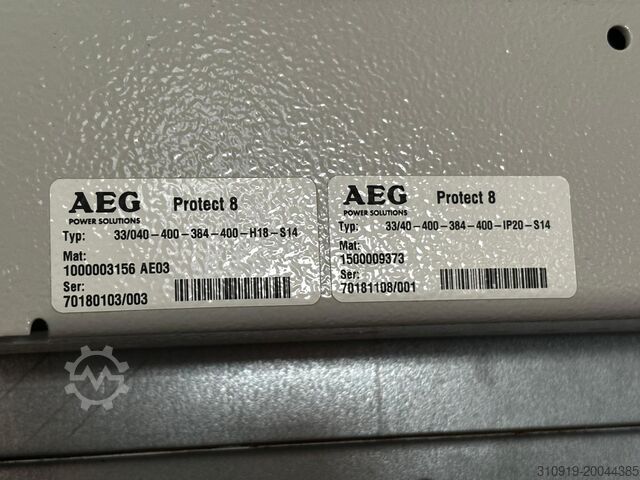 AEG
POWER SOLUTIONS
Protect 8
Typ: 33/040-400-384-400-H18-S14
Mat:
1000003156 AE03
Ser:
70180103/003
AEG
POWER SOLUTIONS
Protect 8
Typ: 33/40-400-384-400-IP20-S14
Mat:
1500009373
Ser:
70181108/001
310919-20044385